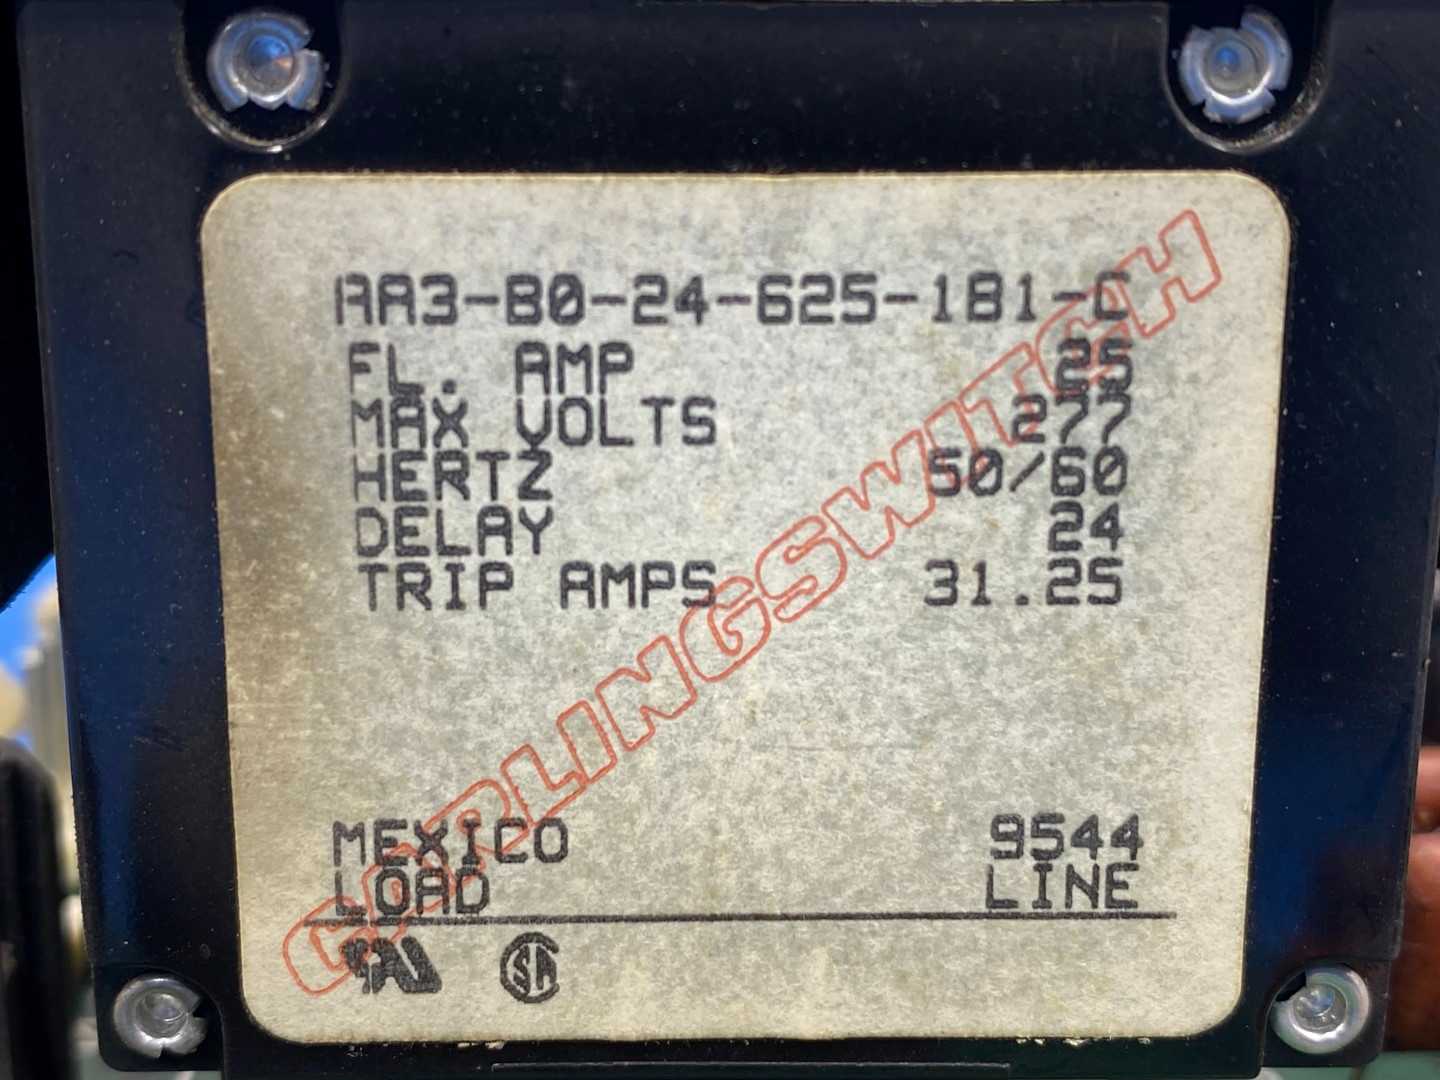 AA3-B0-24-625-1B1-C
FL. AMP 25
MAX VOLTS 277
HERTZ 50/60
DELAY 24
TRIP AMPS 31.25
CARLINGSWITCH
MEXICO 9544
LOAD LINE